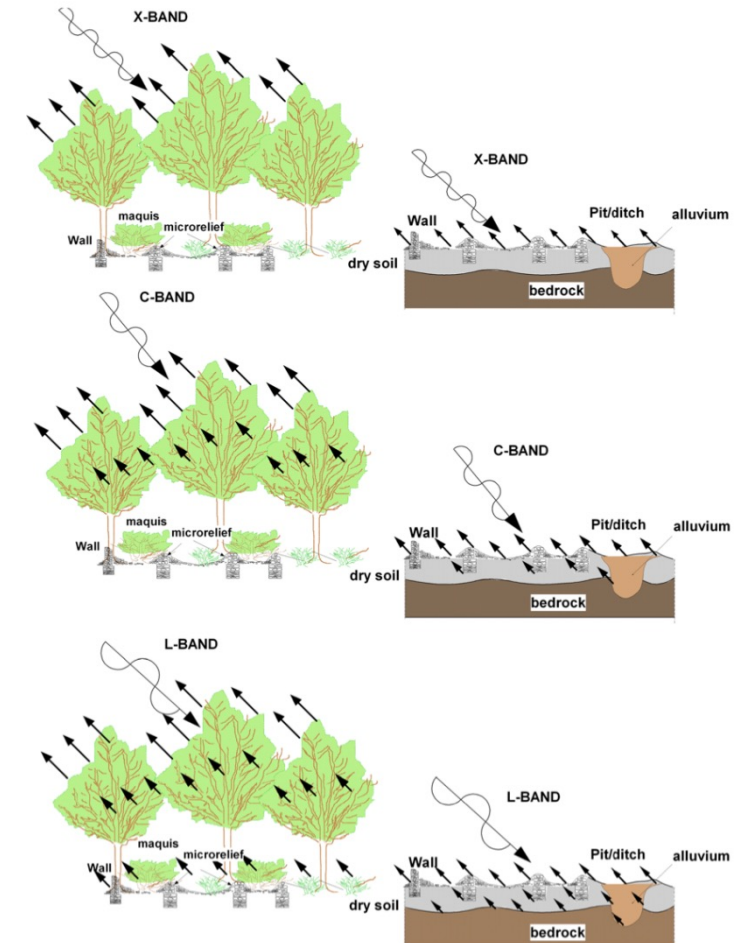 X-BAND
maquis
microrelief
Wall
dry soil
X-BAND
Wall
Pit/ditch
alluvium
bedrock
C-BAND
maquis
microrelief
Wall
dry soil
C-BAND
Wall
Pit/ditch
alluvium
bedrock
L-BAND
maquis
microrelief
Wall
dry soil
L-BAND
Wall
Pit/ditch
alluvium
bedrock